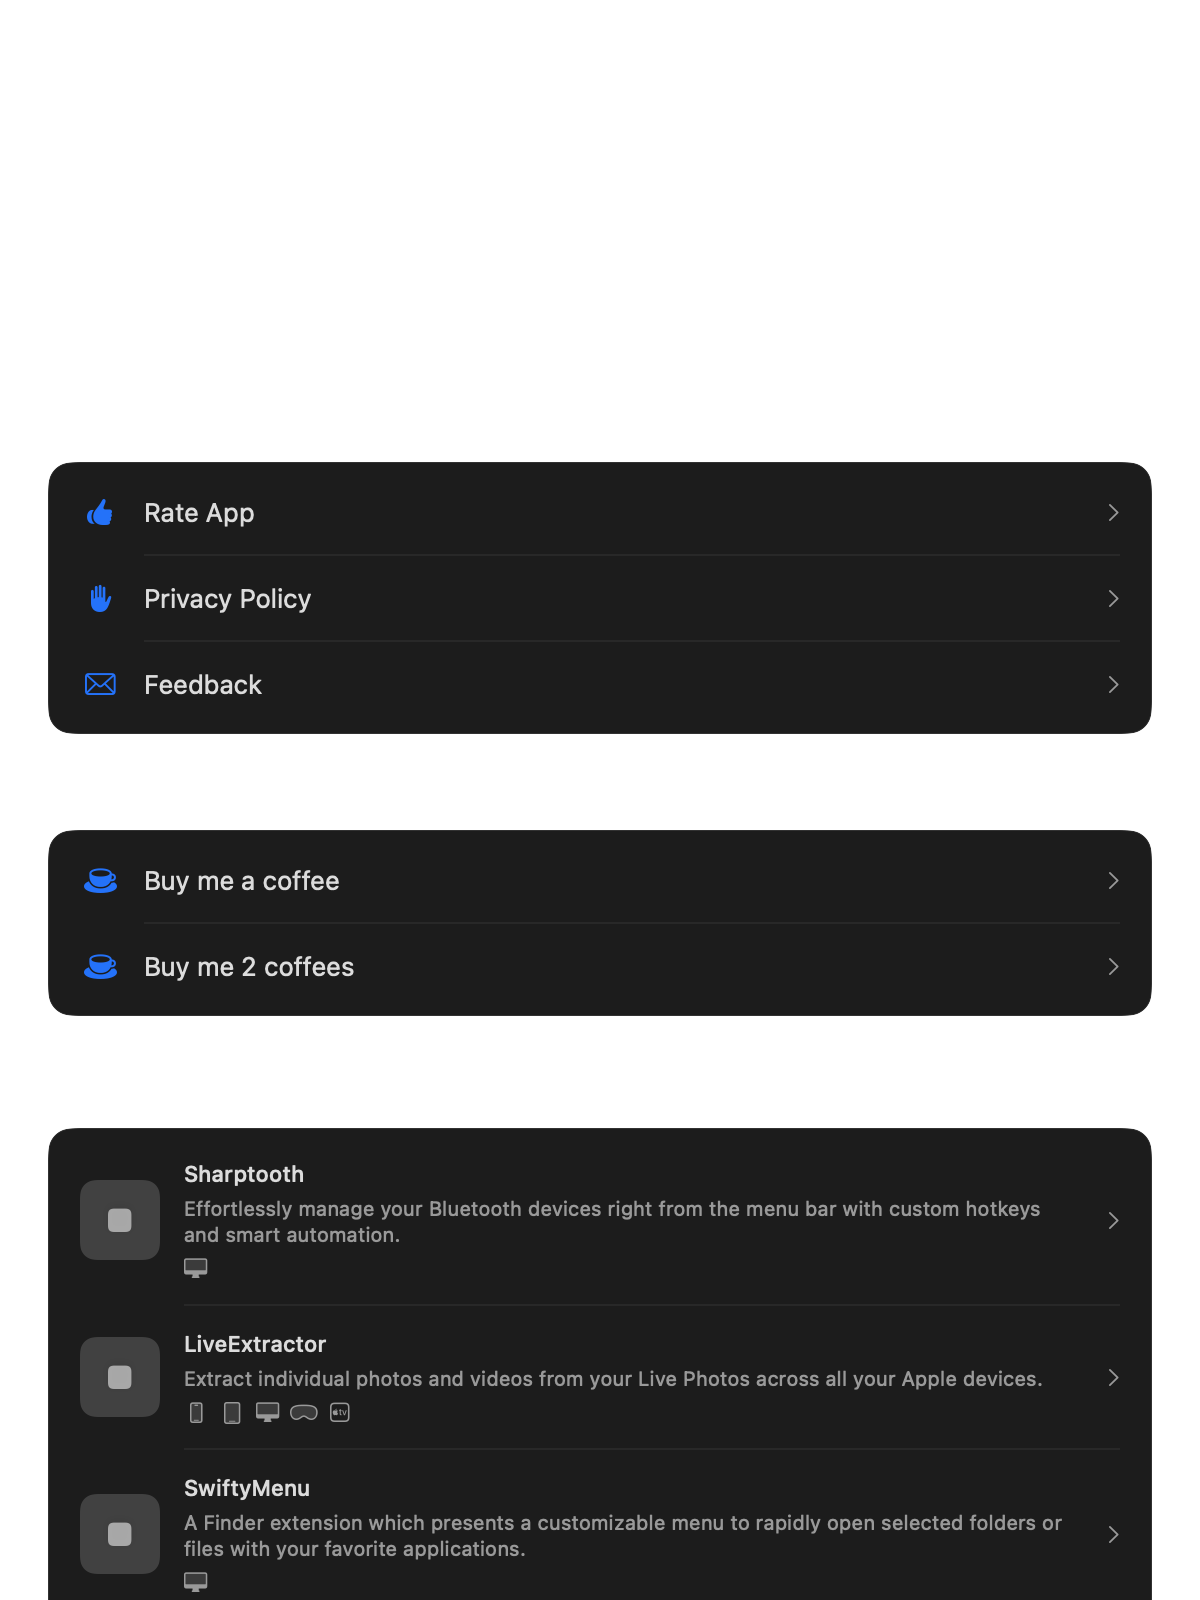 Rate App
Privacy Policy
Feedback
Buy me a coffee
Buy me 2 coffees
Sharptooth
Effortlessly manage your Bluetooth devices right from the menu bar with custom hotkeys
and smart automation.
LiveExtractor
Extract individual photos and videos from your Live Photos across all your Apple devices.
tv
SwiftyMenu
A Finder extension which presents a customizable menu to rapidly open selected folders or
files with your favorite applications.